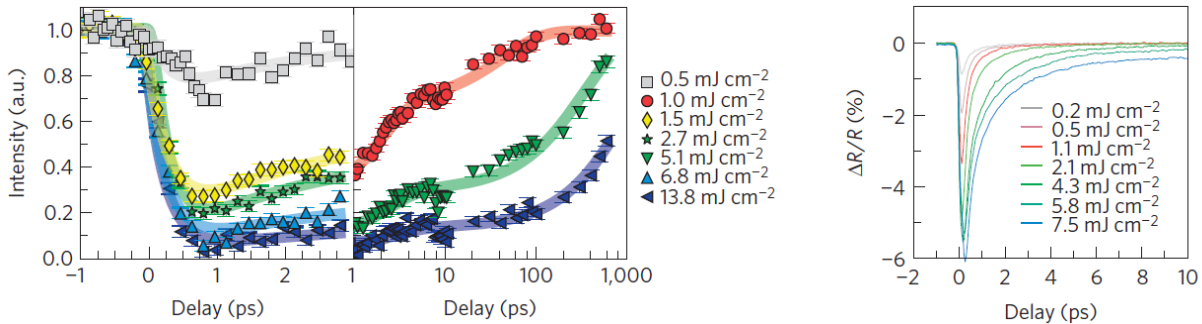 Intensity (a.u.)
1.0
0.8
0.6
0.4
0.2
0.0
−1
0
1
2
1
10
100
1,000
Delay (ps)
Delay (ps)
0.5 mJ cm−2
1.0 mJ cm−2
1.5 mJ cm−2
2.7 mJ cm−2
5.1 mJ cm−2
6.8 mJ cm−2
13.8 mJ cm−2
ΔR/R (%)
0
−2
−4
−6
−2
0
2
4
6
8
10
Delay (ps)
0.2 mJ cm−2
0.5 mJ cm−2
1.1 mJ cm−2
2.1 mJ cm−2
4.3 mJ cm−2
5.8 mJ cm−2
7.5 mJ cm−2